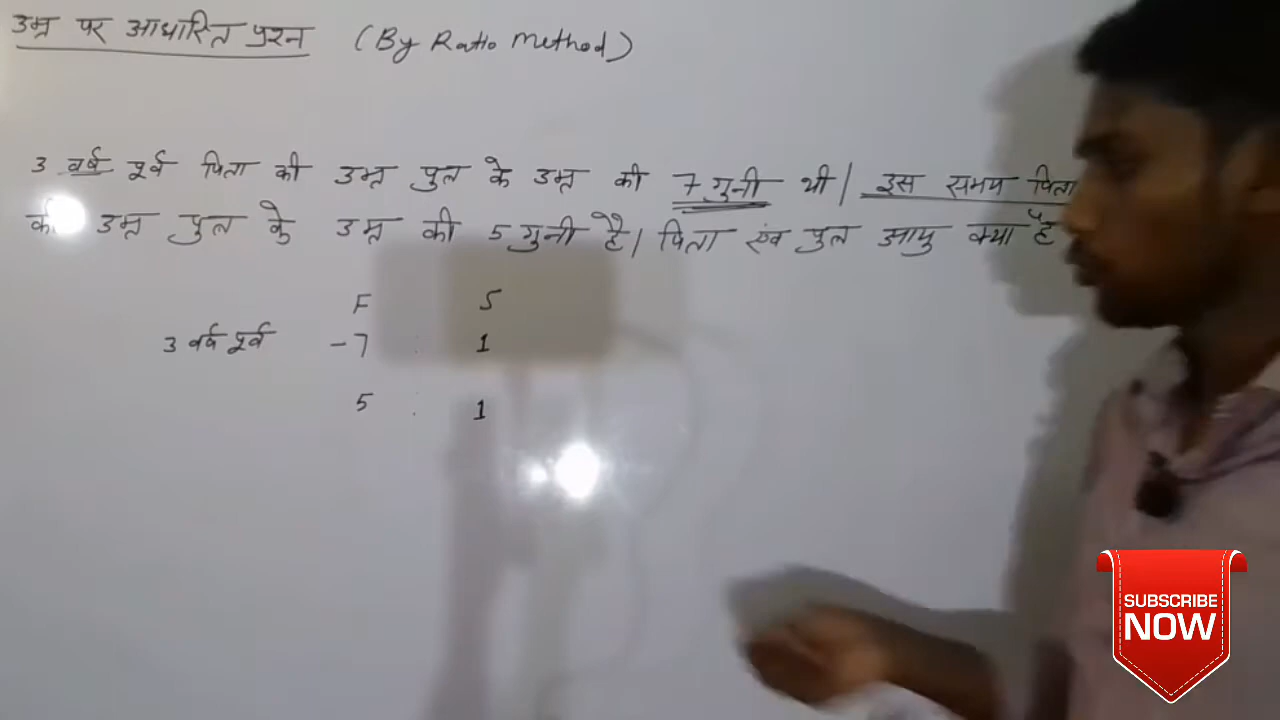 उम्र पर आधारित प्रश्न (By Ratio Method)
3 वर्ष पूर्व पिता की उम्र पुत्र के उम्र की 7 गुनी थी| इस समय पिता
की उम्र पुत्र के उम्र की 5 गुनी है| पिता एंव पुत्र आयु क्या है
F S
3 वर्ष पूर्व - 7 : 1
5 : 1
SUBSCRIBE
NOW